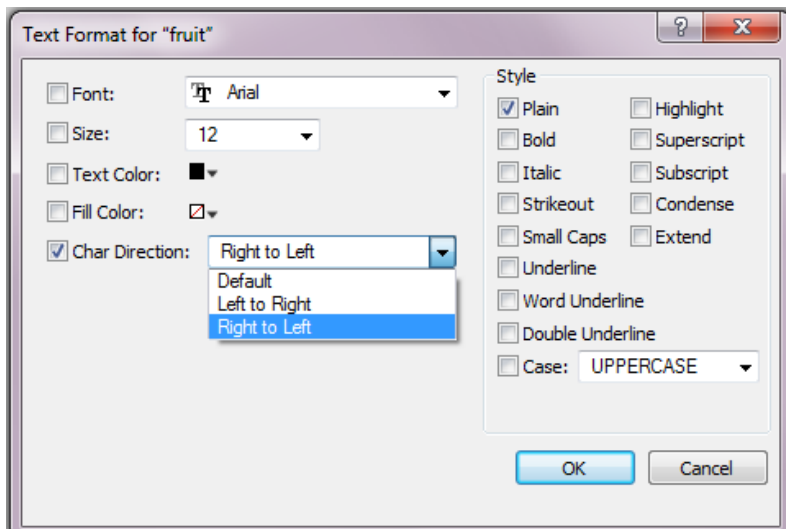 Text Format for “fruit”
?
X
Font:
Tr Arial
Size:
12
Text Color:
Fill Color:
Char Direction:
Right to Left
Default
Left to Right
Right to Left
Style
Plain
Highlight
Bold
Superscript
Italic
Subscript
Strikeout
Condense
Small Caps
Extend
Underline
Word Underline
Double Underline
Case:
UPPERCASE
OK
Cancel